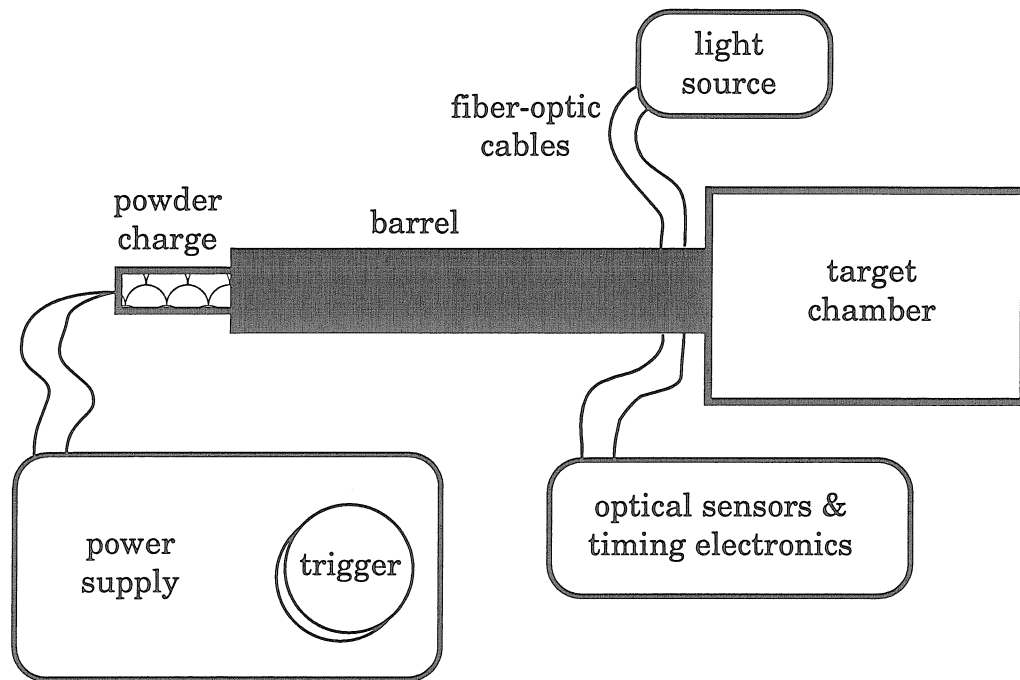 light
source
fiber-optic
cables
powder
charge
barrel
target
chamber
power
supply
trigger
optical sensors &
timing electronics